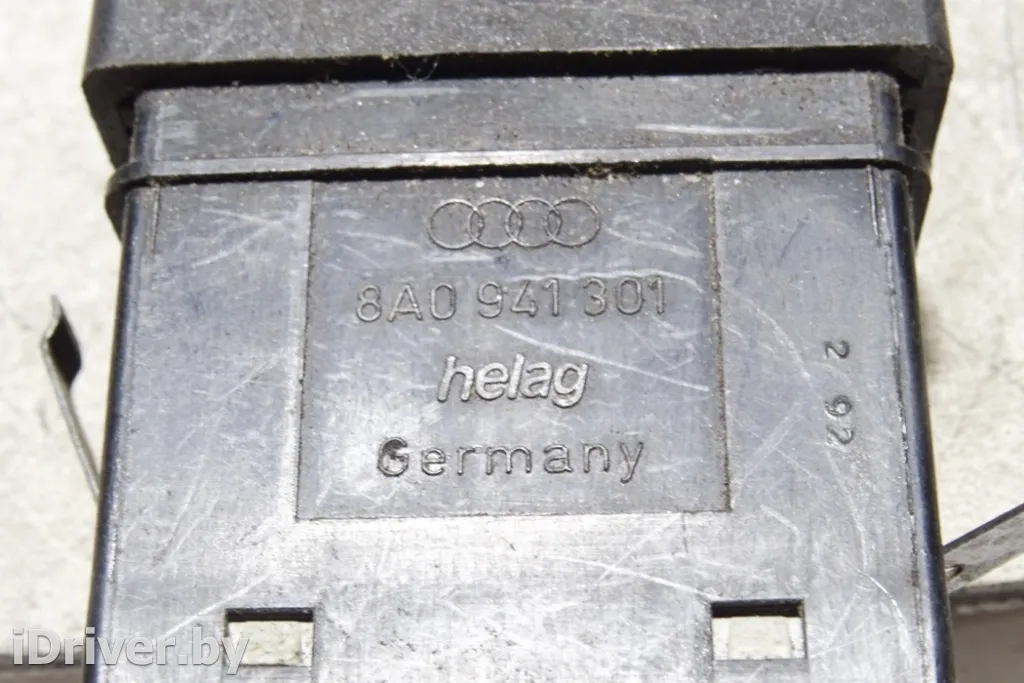 8A0 941 301
helag
Germany
2 92
iDriver.by